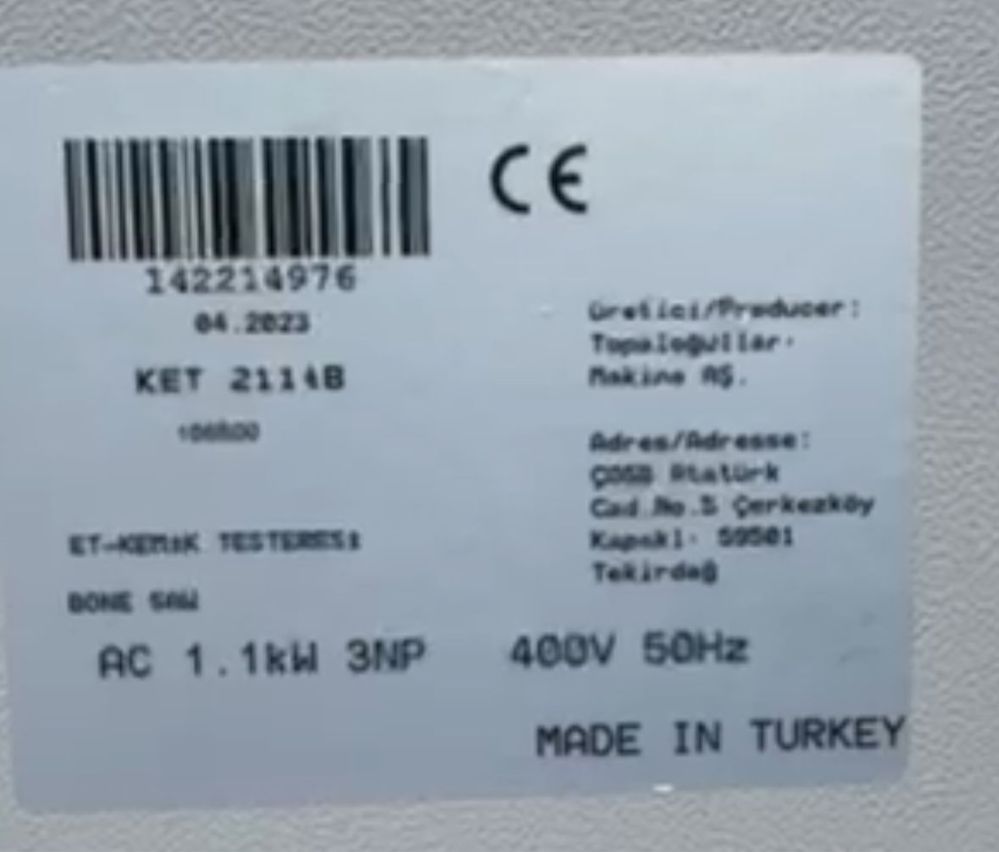 CE
142214976
04.2023
KET 2114B
ET-KEMİK TESTERESİ
BONE SAW
AC 1.1kW 3NP 400V 50Hz
Üretici/Producer:
Topaloğulları
Makine AŞ.
Adres/Adresse:
ÇOSB Atatürk
Cad.No.5 Çerkezköy
Kapaklı 59501
Tekirdağ
MADE IN TURKEY